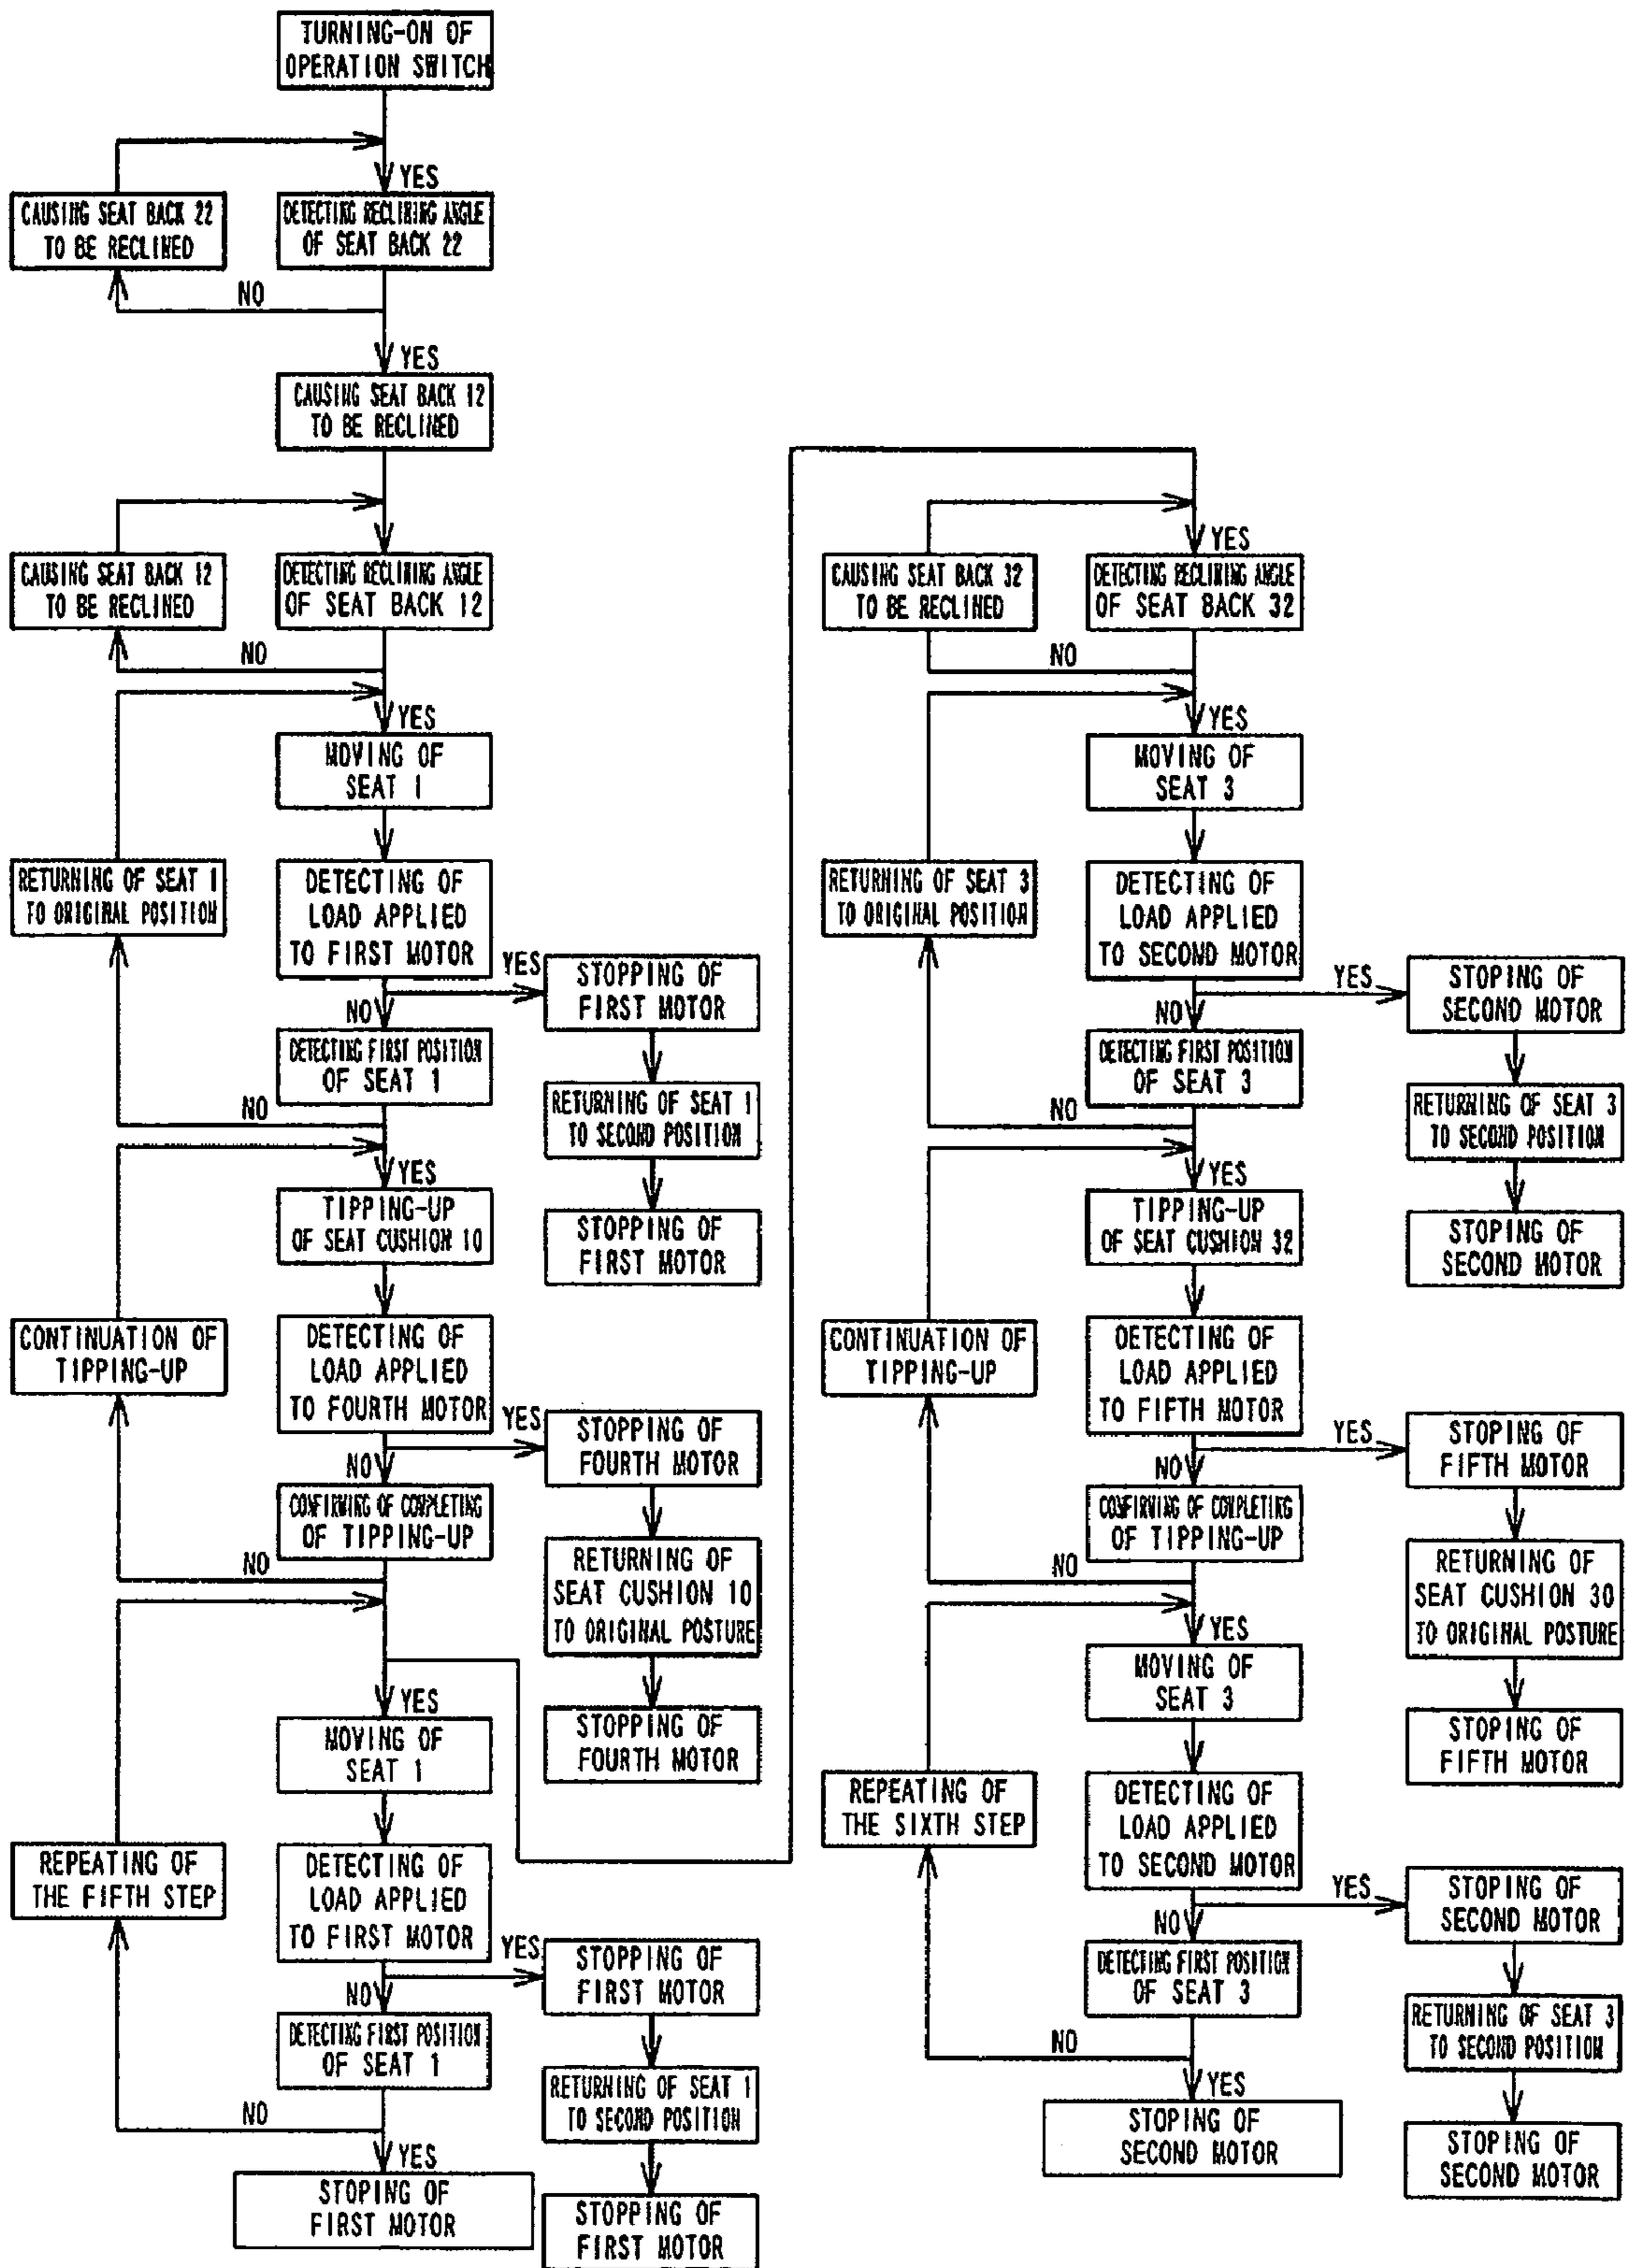 TURNING-ON OF
OPERATION SWITCH
YES
CAUSING SEAT BACK 22
TO BE RECLINED
DETECTING RECLINING ANGLE
OF SEAT BACK 22
NO
YES
CAUSING SEAT BACK 12
TO BE RECLINED
CAUSING SEAT BACK 12
TO BE RECLINED
DETECTING RECLINING ANGLE
OF SEAT BACK 12
NO
YES
MOVING OF
SEAT 1
RETURNING OF SEAT 1
TO ORIGINAL POSITION
DETECTING OF
LOAD APPLIED
TO FIRST MOTOR
YES
STOPPING OF
FIRST MOTOR
NO
DETECTING FIRST POSITION
OF SEAT 1
NO
RETURNING OF SEAT 1
TO SECOND POSITION
YES
TIPPING-UP
OF SEAT CUSHION 10
STOPPING OF
FIRST MOTOR
CONTINUATION OF
TIPPING-UP
DETECTING OF
LOAD APPLIED
TO FOURTH MOTOR
YES
STOPPING OF
FOURTH MOTOR
NO
CONFIRMING OF COMPLETING
OF TIPPING-UP
NO
RETURNING OF
SEAT CUSHION 10
TO ORIGINAL POSTURE
YES
MOVING OF
SEAT 1
STOPPING OF
FOURTH MOTOR
REPEATING OF
THE FIFTH STEP
DETECTING OF
LOAD APPLIED
TO FIRST MOTOR
YES
STOPPING OF
FIRST MOTOR
NO
DETECTING FIRST POSITION
OF SEAT 1
NO
RETURNING OF SEAT 1
TO SECOND POSITION
YES
STOPING OF
FIRST MOTOR
STOPPING OF
FIRST MOTOR
YES
CAUSING SEAT BACK 32
TO BE RECLINED
DETECTING RECLINING ANGLE
OF SEAT BACK 32
NO
YES
MOVING OF
SEAT 3
RETURNING OF SEAT 3
TO ORIGINAL POSITION
DETECTING OF
LOAD APPLIED
TO SECOND MOTOR
YES
STOPING OF
SECOND MOTOR
NO
DETECTING FIRST POSITION
OF SEAT 3
NO
RETURNING OF SEAT 3
TO SECOND POSITION
YES
TIPPING-UP
OF SEAT CUSHION 32
STOPING OF
SECOND MOTOR
CONTINUATION OF
TIPPING-UP
DETECTING OF
LOAD APPLIED
TO FIFTH MOTOR
YES
STOPING OF
FIFTH MOTOR
NO
CONFIRMING OF COMPLETING
OF TIPPING-UP
NO
RETURNING OF
SEAT CUSHION 30
TO ORIGINAL POSTURE
YES
MOVING OF
SEAT 3
STOPING OF
FIFTH MOTOR
REPEATING OF
THE SIXTH STEP
DETECTING OF
LOAD APPLIED
TO SECOND MOTOR
YES
STOPING OF
SECOND MOTOR
NO
DETECTING FIRST POSITION
OF SEAT 3
NO
RETURNING OF SEAT 3
TO SECOND POSITION
YES
STOPING OF
SECOND MOTOR
STOPING OF
SECOND MOTOR